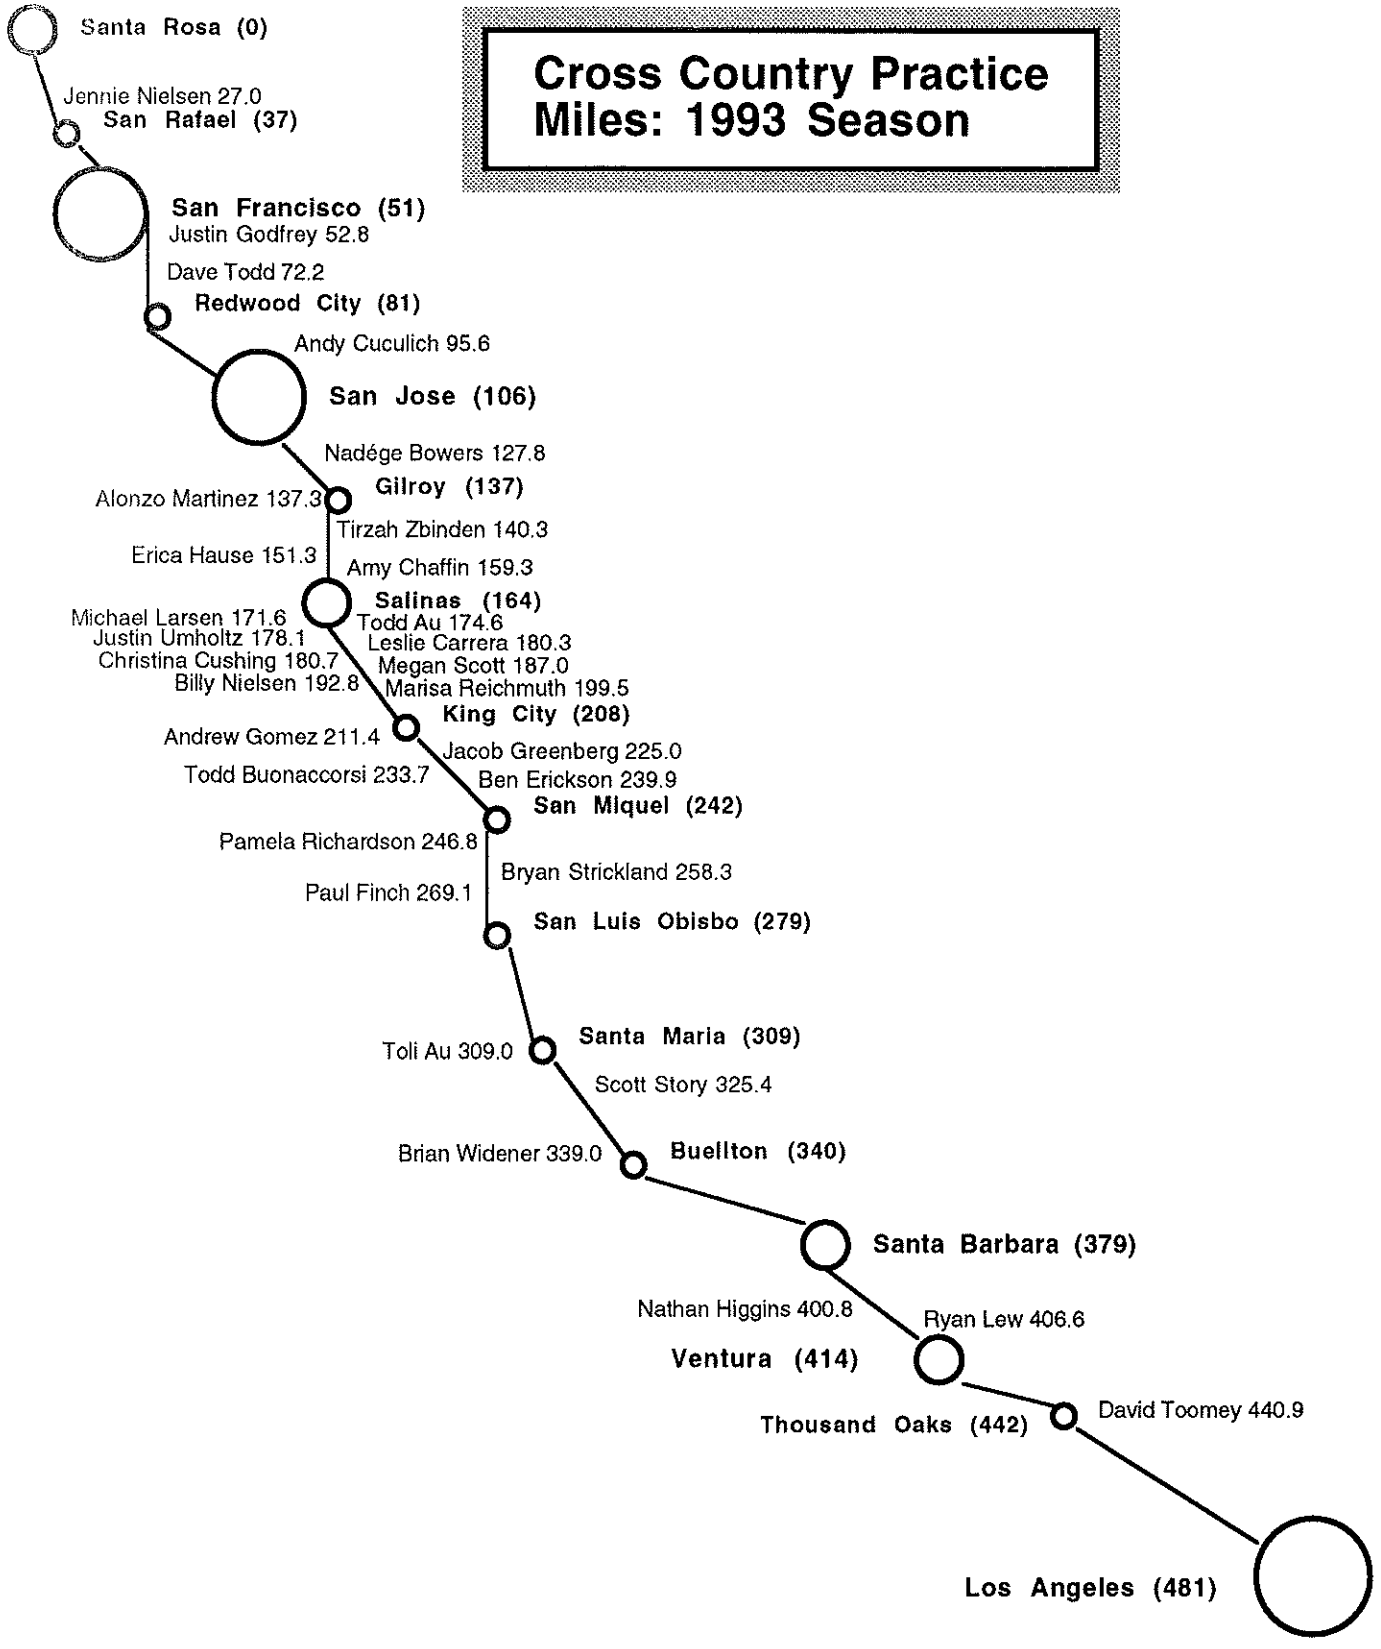 Santa Rosa (0)
Cross Country Practice
Miles: 1993 Season
Jennie Nielsen 27.0
San Rafael (37)
San Francisco (51)
Justin Godfrey 52.8
Dave Todd 72.2
Redwood City (81)
Andy Cuculich 95.6
San Jose (106)
Nadége Bowers 127.8
Gilroy (137)
Alonzo Martinez 137.3
Tirzah Zbinden 140.3
Erica Hause 151.3
Amy Chaffin 159.3
Salinas (164)
Michael Larsen 171.6
Todd Au 174.6
Justin Umholtz 178.1
Leslie Carrera 180.3
Christina Cushing 180.7
Megan Scott 187.0
Billy Nielsen 192.8
Marisa Reichmuth 199.5
King City (208)
Andrew Gomez 211.4
Jacob Greenberg 225.0
Todd Buonaccorsi 233.7
Ben Erickson 239.9
San Miquel (242)
Pamela Richardson 246.8
Bryan Strickland 258.3
Paul Finch 269.1
San Luis Obisbo (279)
Santa Maria (309)
Toli Au 309.0
Scott Story 325.4
Brian Widener 339.0
Buellton (340)
Santa Barbara (379)
Nathan Higgins 400.8
Ryan Lew 406.6
Ventura (414)
David Toomey 440.9
Thousand Oaks (442)
Los Angeles (481)